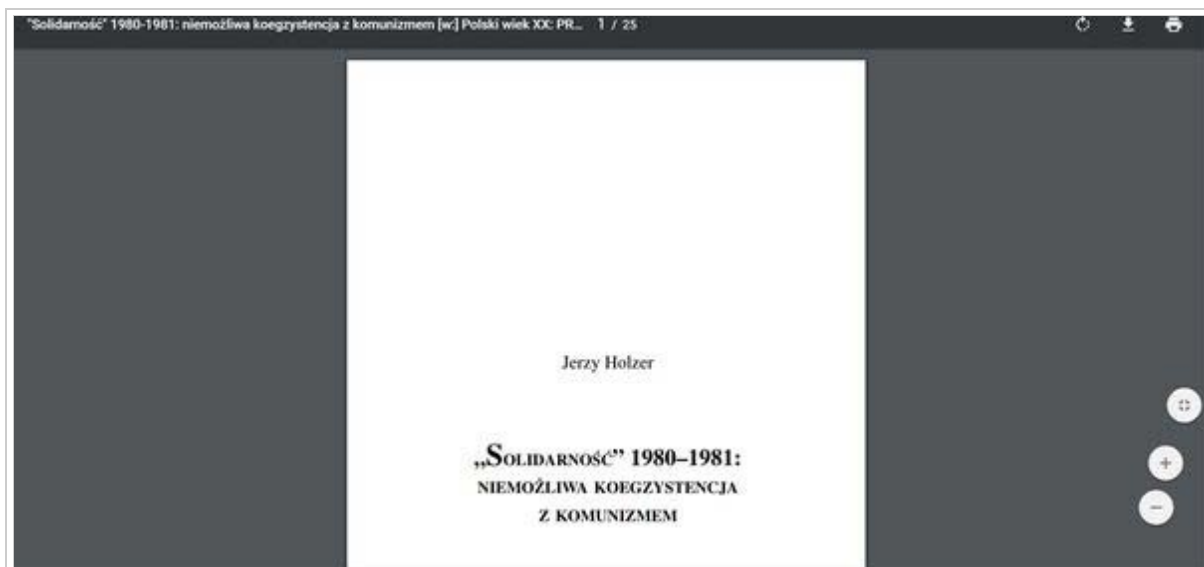 "Solidarność" 1980-1981: niemożliwa koegzystencja z komunizmem [w:] Polski wiek XX: PR... 1 / 25
Jerzy Holzer
„Solidarność” 1980–1981:
niemożliwa koegzystencja
z komunizmem